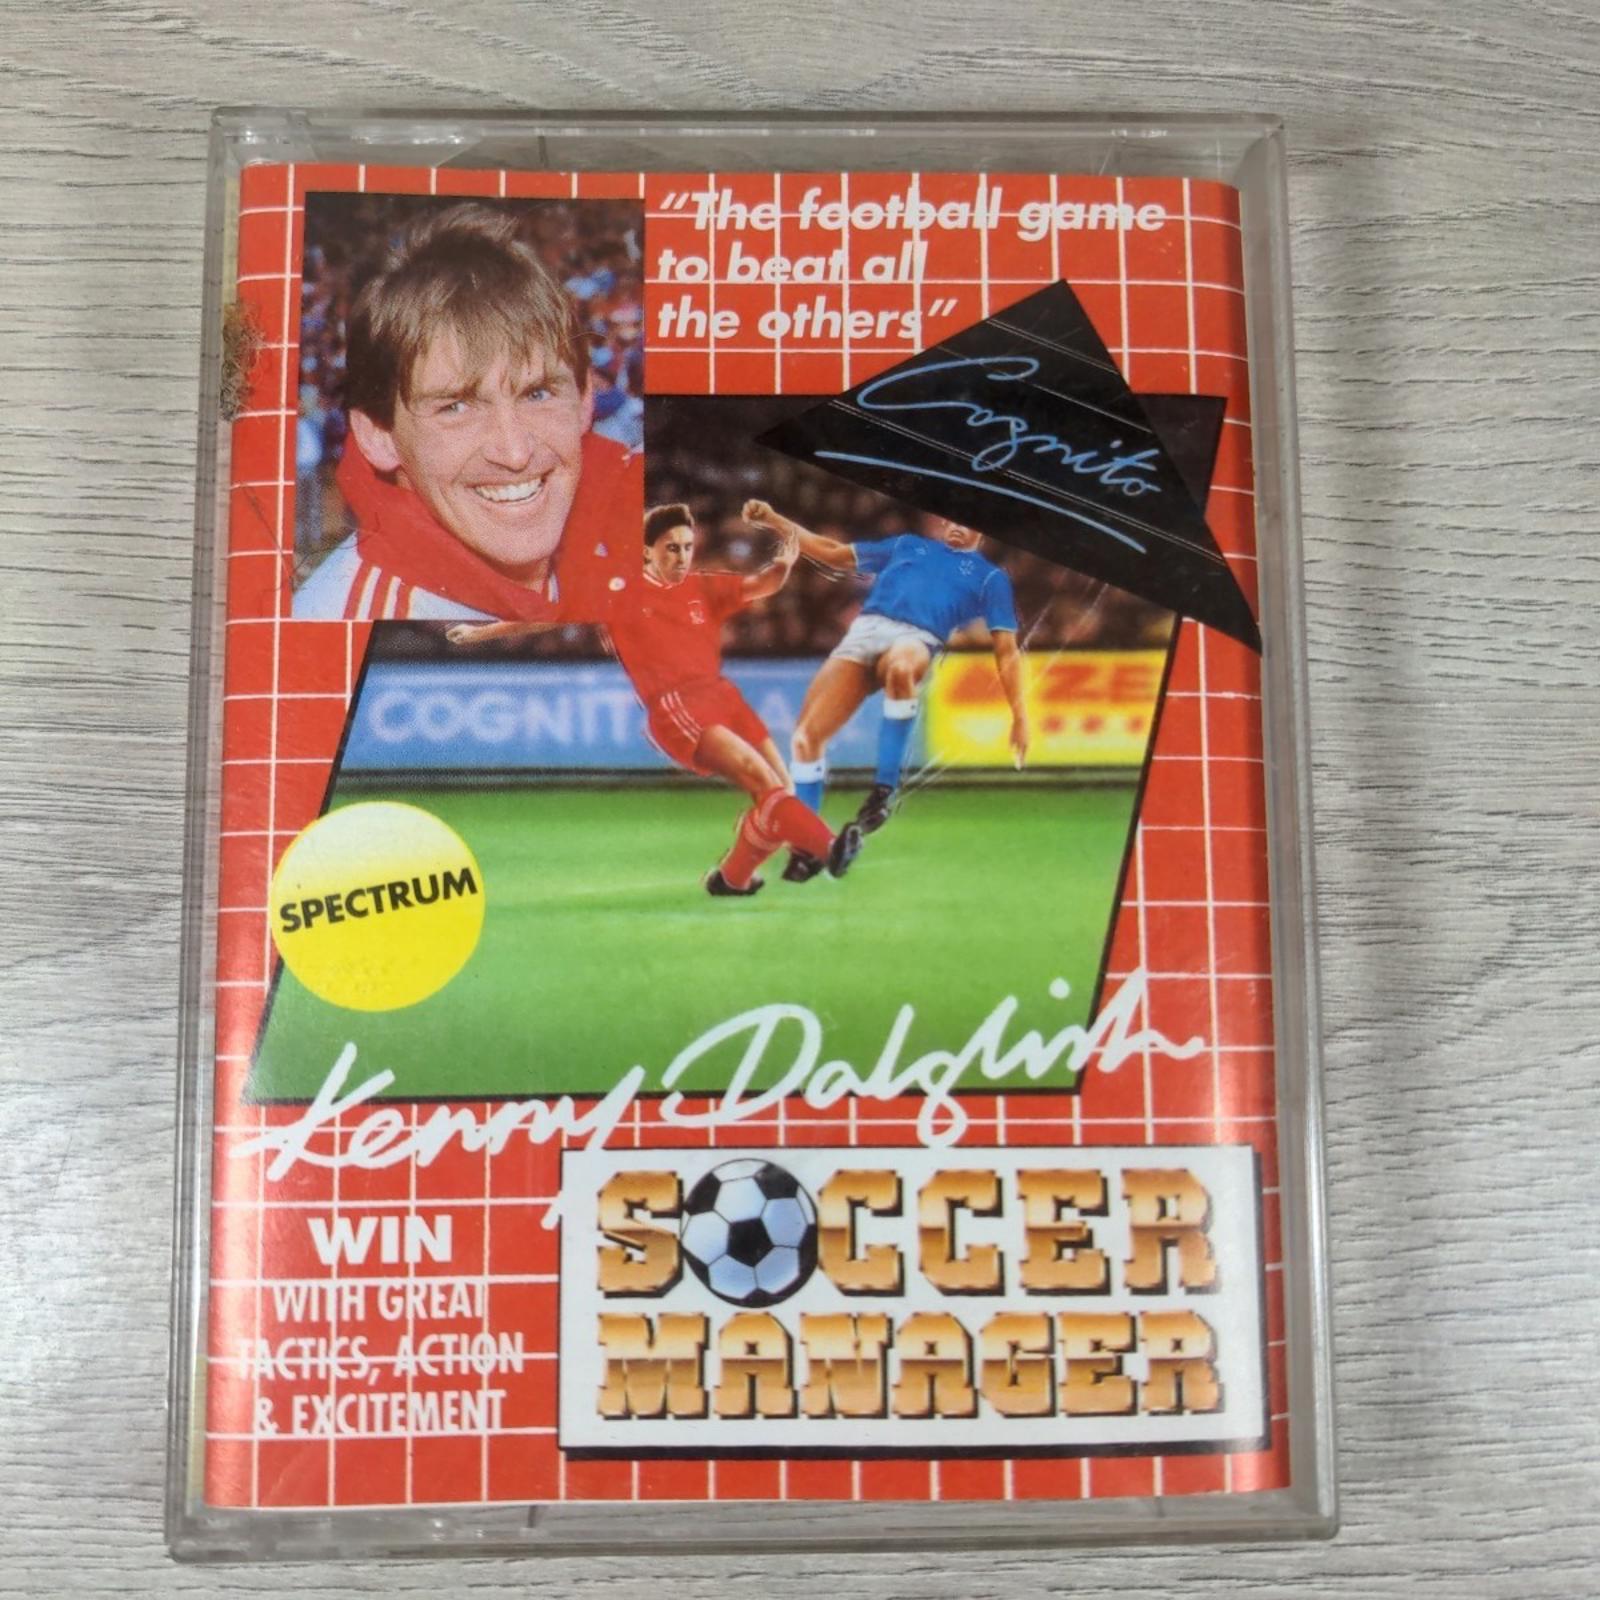 “The football game
to beat all
the others”
Cognito
COGNIT
ZE
SPECTRUM
Kenny Dalglish
SOCCER
MANAGER
WIN
WITH GREAT
TACTICS, ACTION
& EXCITEMENT